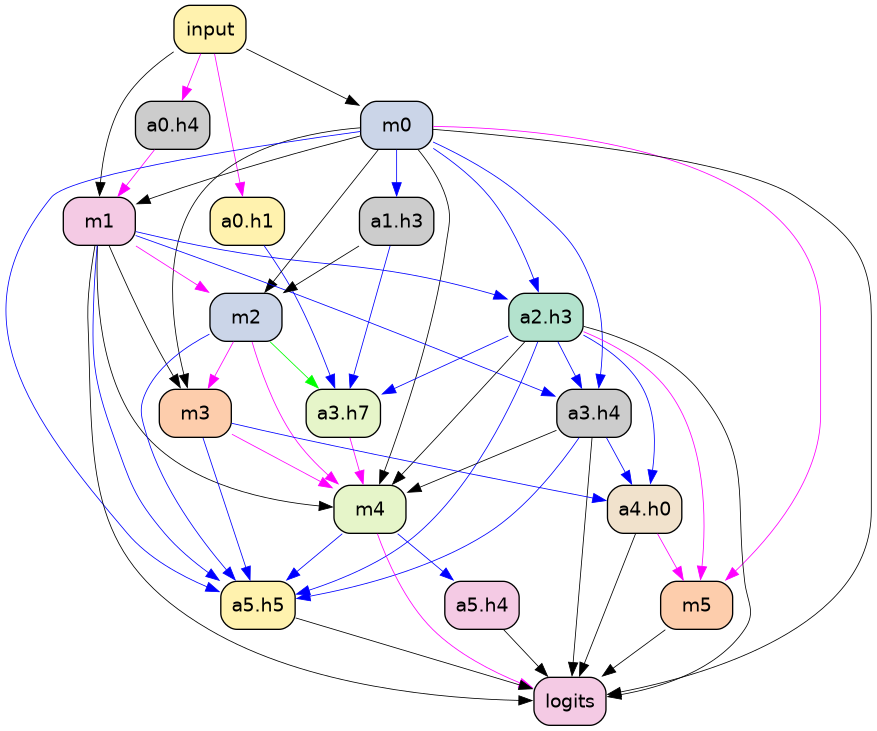 input
a0.h4
m0
m1
a0.h1
a1.h3
m2
a2.h3
m3
a3.h7
a3.h4
m4
a4.h0
a5.h5
a5.h4
m5
logits